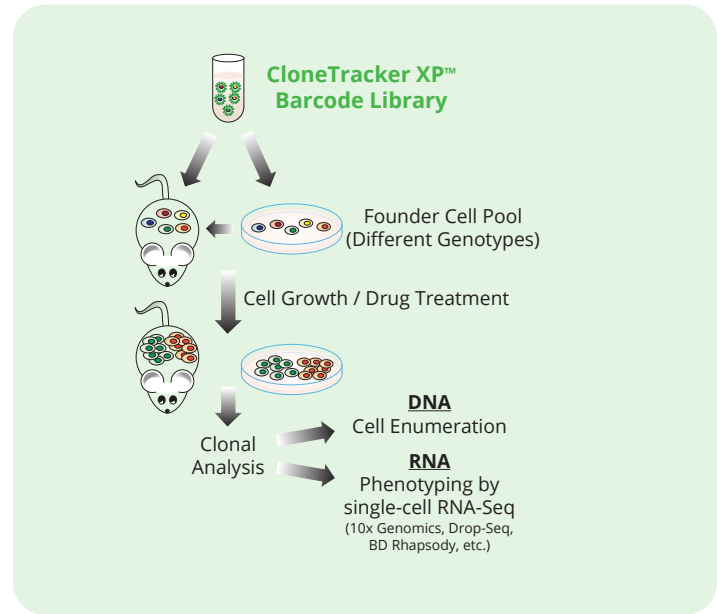 CloneTracker XP™
Barcode Library
Founder Cell Pool
(Different Genotypes)
Cell Growth / Drug Treatment
Clonal
Analysis
DNA
Cell Enumeration
RNA
Phenotyping by
single-cell RNA-Seq
(10x Genomics, Drop-Seq,
BD Rhapsody, etc.)